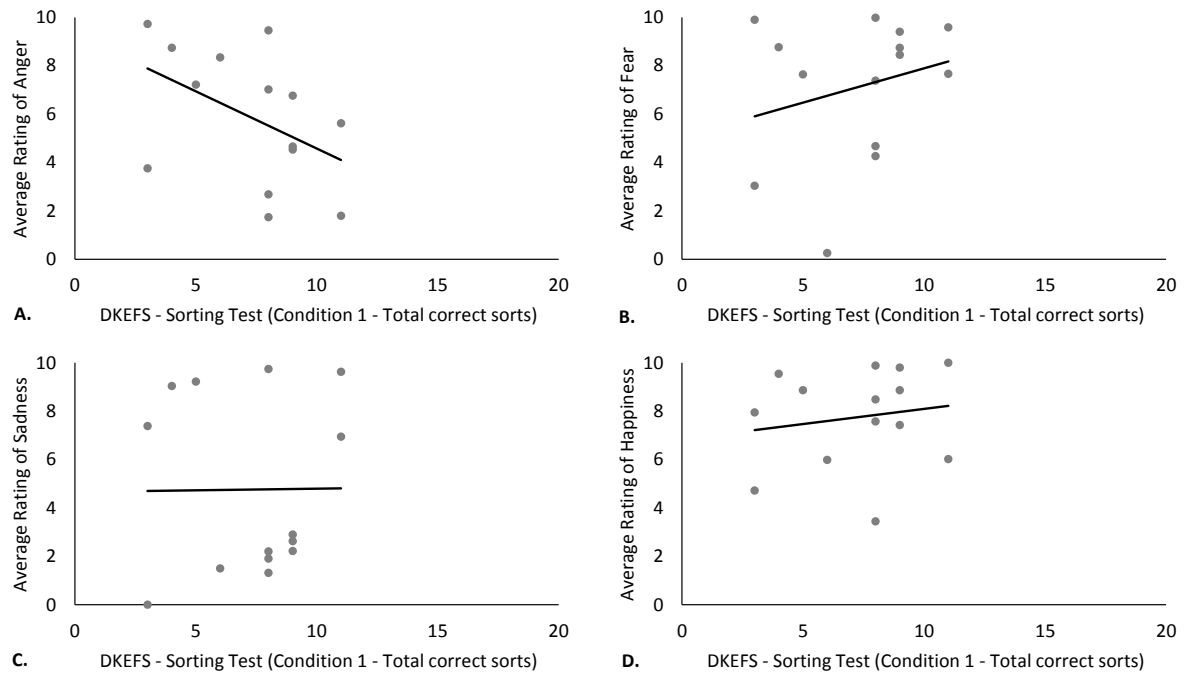 Average Rating of Anger
10
8
6
4
2
0
0 5 10 15 20
A. DKEFS - Sorting Test (Condition 1 - Total correct sorts)
Average Rating of Fear
10
8
6
4
2
0
0 5 10 15 20
B. DKEFS - Sorting Test (Condition 1 - Total correct sorts)
Average Rating of Sadness
10
8
6
4
2
0
0 5 10 15 20
C. DKEFS - Sorting Test (Condition 1 - Total correct sorts)
Average Rating of Happiness
10
8
6
4
2
0
0 5 10 15 20
D. DKEFS - Sorting Test (Condition 1 - Total correct sorts)